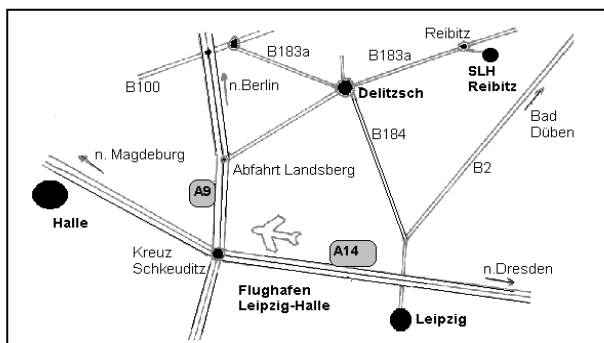 Reibitz
B183a
B183a
SLH
Reibitz
B100
n.Berlin
Delitzsch
Bad
Düben
B184
n. Magdeburg
Abfahrt Landsberg
B2
A9
Halle
Kreuz
Schkeuditz
A14
n.Dresden
Flughafen
Leipzig-Halle
Leipzig